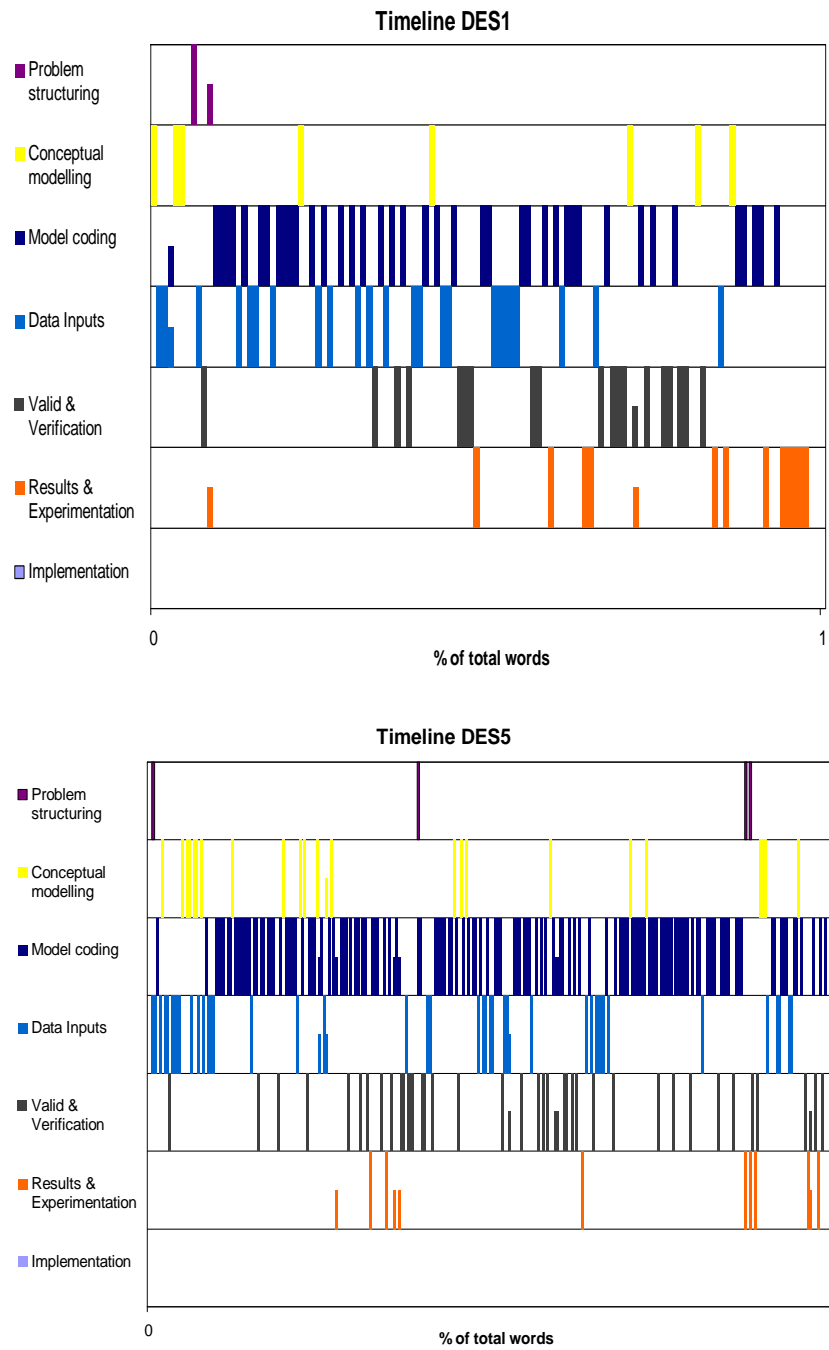 Timeline DES1
Problem
structuring
Conceptual
modelling
Model coding
Data Inputs
Valid &
Verification
Results &
Experimentation
Implementation
0
1
% of total words
Timeline DES5
Problem
structuring
Conceptual
modelling
Model coding
Data Inputs
Valid &
Verification
Results &
Experimentation
Implementation
0
% of total words